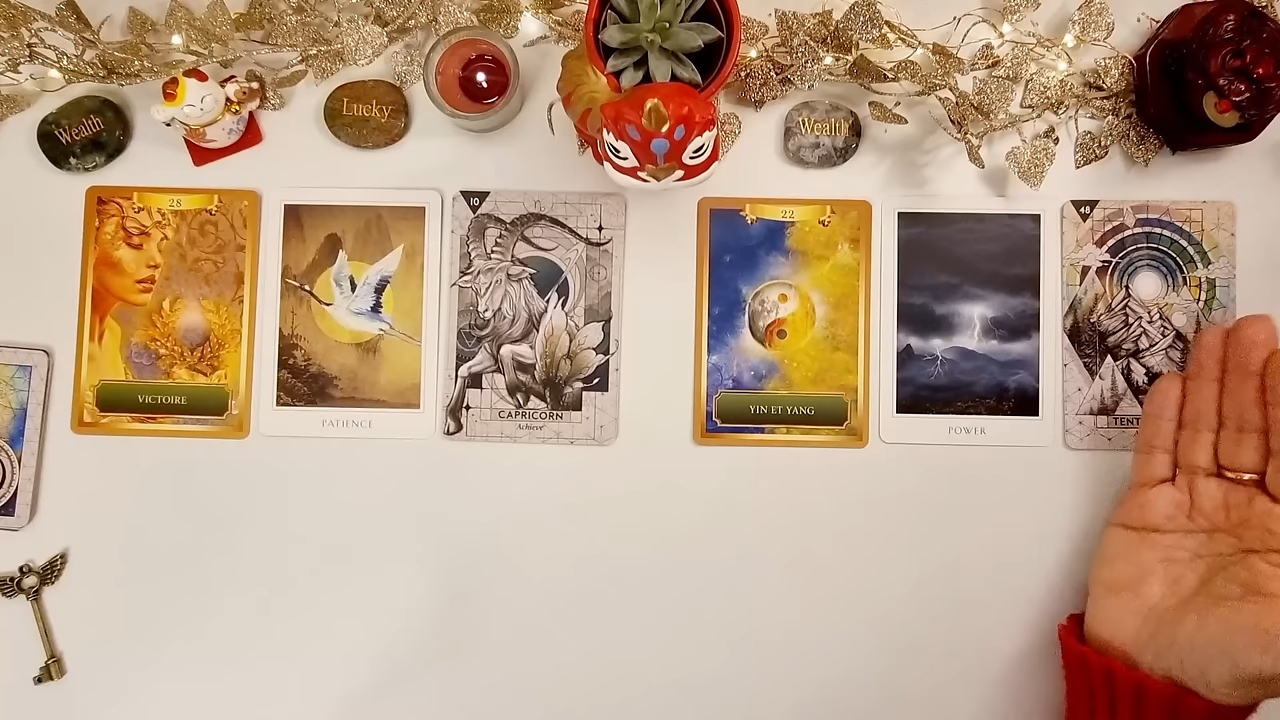 Wealth
Lucky
Wealth
28
VICTOIRE
PATIENCE
10
CAPRICORN
Achieve
22
YIN ET YANG
POWER
48